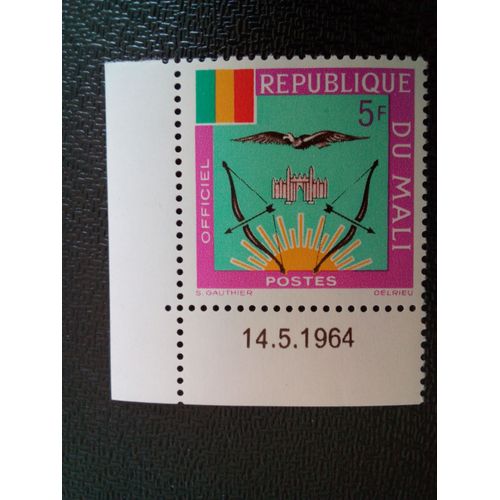 REPUBLIQUE
DU MALI
5F
OFFICIEL
POSTES
S. GAUTHIER
DELRIEU
14.5.1964